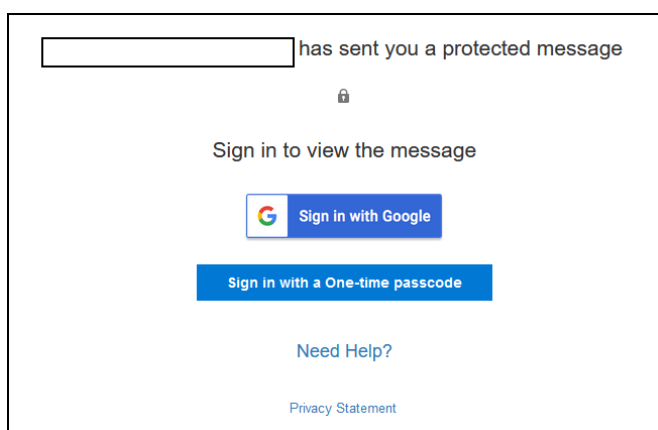 has sent you a protected message
Sign in to view the message
Sign in with Google
Sign in with a One-time passcode
Need Help?
Privacy Statement